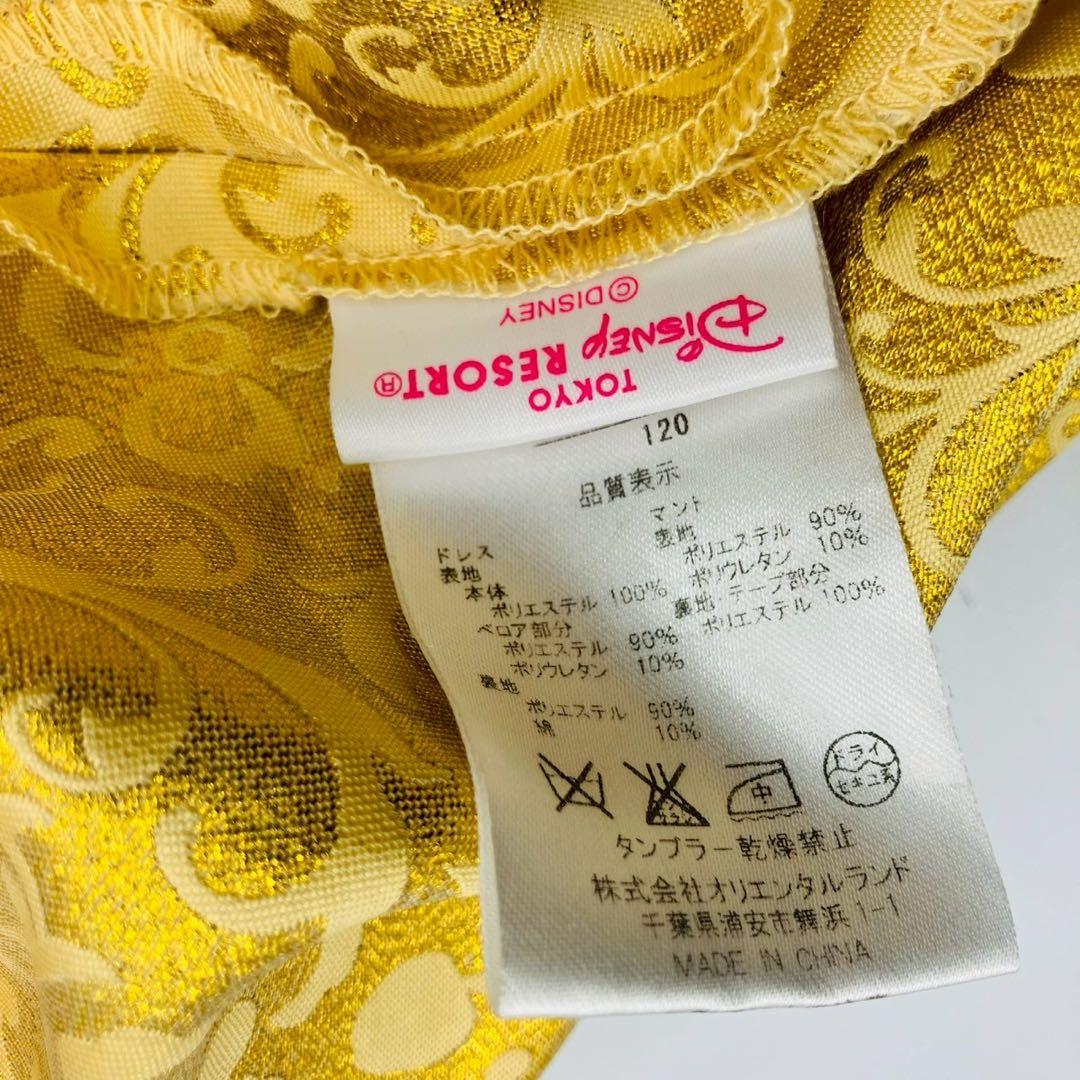 © DISNEY
Disney
TOKYO RESORT®
120
品質表示
ドレス
表地
本体
ポリエステル 100%
ベロア部分
ポリエステル 90%
ポリウレタン 10%
裏地
ポリエステル 90%
綿 10%
マント
表地
ポリエステル 90%
ポリウレタン 10%
裏地・テープ部分
ポリエステル 100%
中
ドライ
セキユ系
タンブラー乾燥禁止
株式会社オリエンタルランド
千葉県浦安市舞浜1-1
MADE IN CHINA